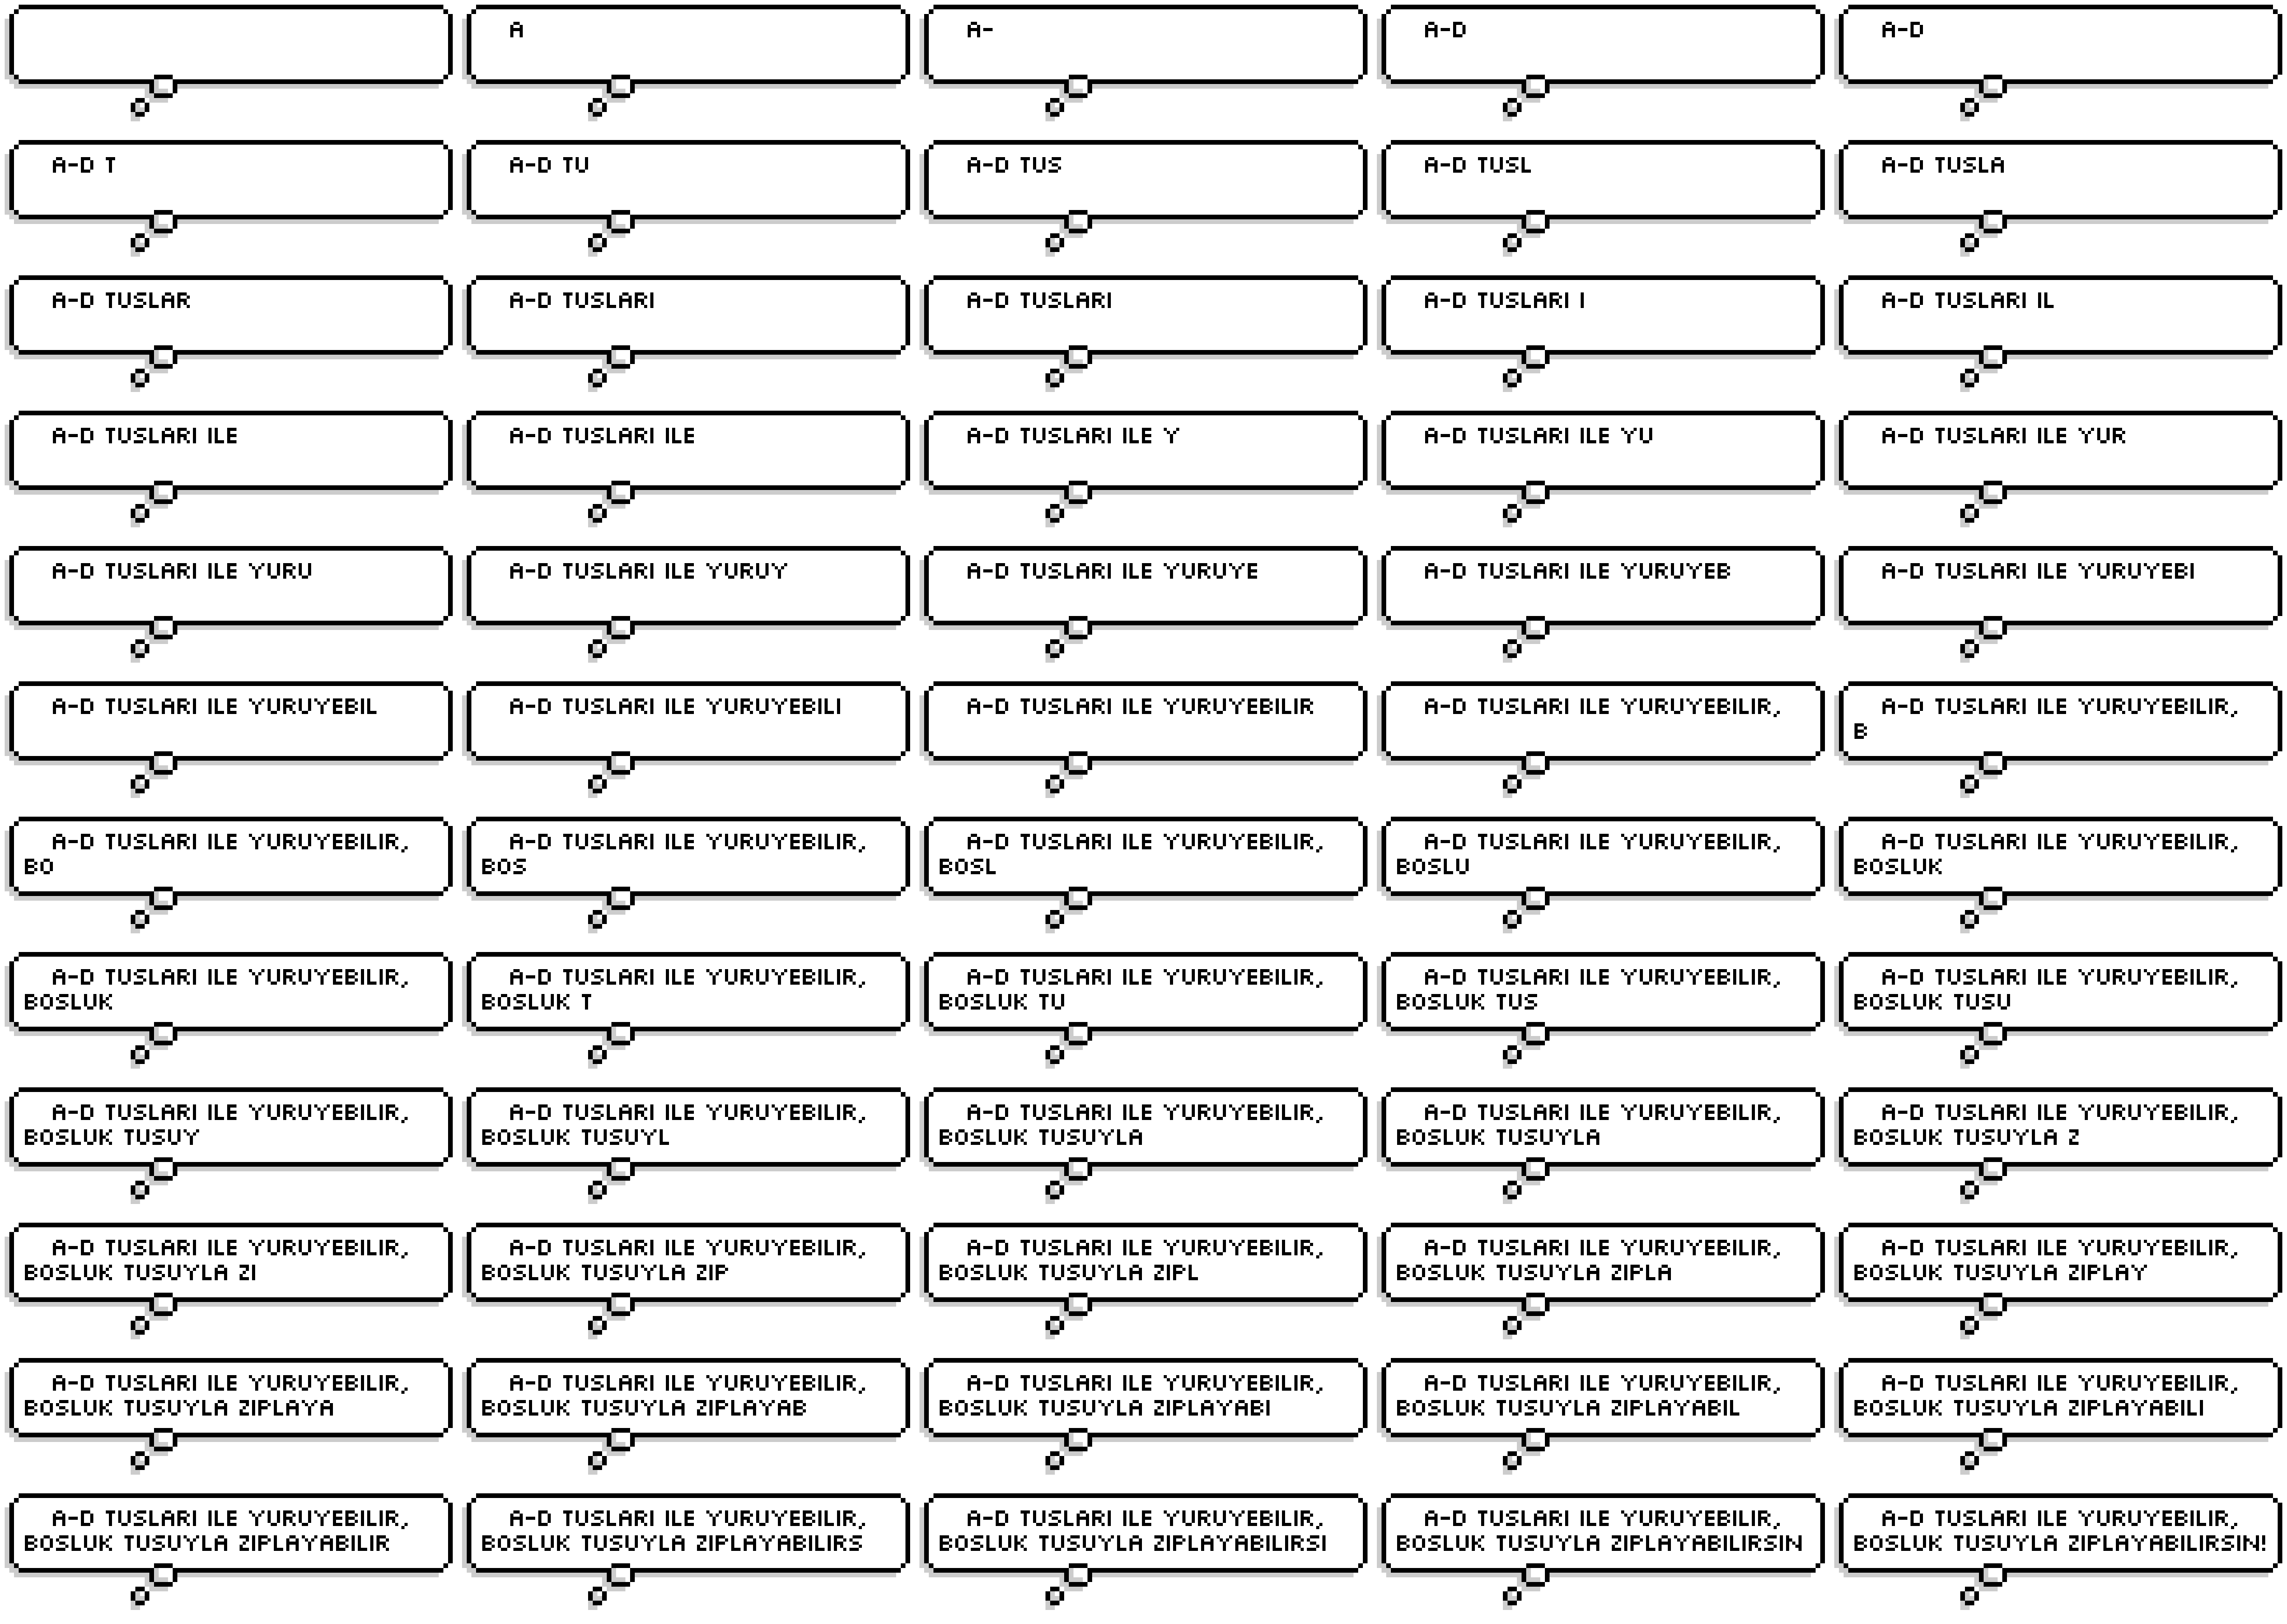 A
A-
A-D
A-D
A-D T
A-D TU
A-D TUS
A-D TUSL
A-D TUSLA
A-D TUSLAR
A-D TUSLARI
A-D TUSLARI
A-D TUSLARI I
A-D TUSLARI IL
A-D TUSLARI ILE
A-D TUSLARI ILE
A-D TUSLARI ILE Y
A-D TUSLARI ILE YU
A-D TUSLARI ILE YUR
A-D TUSLARI ILE YURU
A-D TUSLARI ILE YURUY
A-D TUSLARI ILE YURUYE
A-D TUSLARI ILE YURUYEB
A-D TUSLARI ILE YURUYEBI
A-D TUSLARI ILE YURUYEBIL
A-D TUSLARI ILE YURUYEBILI
A-D TUSLARI ILE YURUYEBILIR
A-D TUSLARI ILE YURUYEBILIR,
A-D TUSLARI ILE YURUYEBILIR,
B
A-D TUSLARI ILE YURUYEBILIR,
BO
A-D TUSLARI ILE YURUYEBILIR,
BOS
A-D TUSLARI ILE YURUYEBILIR,
BOSL
A-D TUSLARI ILE YURUYEBILIR,
BOSLU
A-D TUSLARI ILE YURUYEBILIR,
BOSLUK
A-D TUSLARI ILE YURUYEBILIR,
BOSLUK
A-D TUSLARI ILE YURUYEBILIR,
BOSLUK T
A-D TUSLARI ILE YURUYEBILIR,
BOSLUK TU
A-D TUSLARI ILE YURUYEBILIR,
BOSLUK TUS
A-D TUSLARI ILE YURUYEBILIR,
BOSLUK TUSU
A-D TUSLARI ILE YURUYEBILIR,
BOSLUK TUSUY
A-D TUSLARI ILE YURUYEBILIR,
BOSLUK TUSUYL
A-D TUSLARI ILE YURUYEBILIR,
BOSLUK TUSUYLA
A-D TUSLARI ILE YURUYEBILIR,
BOSLUK TUSUYLA
A-D TUSLARI ILE YURUYEBILIR,
BOSLUK TUSUYLA Z
A-D TUSLARI ILE YURUYEBILIR,
BOSLUK TUSUYLA ZI
A-D TUSLARI ILE YURUYEBILIR,
BOSLUK TUSUYLA ZIP
A-D TUSLARI ILE YURUYEBILIR,
BOSLUK TUSUYLA ZIPL
A-D TUSLARI ILE YURUYEBILIR,
BOSLUK TUSUYLA ZIPLA
A-D TUSLARI ILE YURUYEBILIR,
BOSLUK TUSUYLA ZIPLAY
A-D TUSLARI ILE YURUYEBILIR,
BOSLUK TUSUYLA ZIPLAYA
A-D TUSLARI ILE YURUYEBILIR,
BOSLUK TUSUYLA ZIPLAYAB
A-D TUSLARI ILE YURUYEBILIR,
BOSLUK TUSUYLA ZIPLAYABI
A-D TUSLARI ILE YURUYEBILIR,
BOSLUK TUSUYLA ZIPLAYABIL
A-D TUSLARI ILE YURUYEBILIR,
BOSLUK TUSUYLA ZIPLAYABILI
A-D TUSLARI ILE YURUYEBILIR,
BOSLUK TUSUYLA ZIPLAYABILIR
A-D TUSLARI ILE YURUYEBILIR,
BOSLUK TUSUYLA ZIPLAYABILIRS
A-D TUSLARI ILE YURUYEBILIR,
BOSLUK TUSUYLA ZIPLAYABILIRSI
A-D TUSLARI ILE YURUYEBILIR,
BOSLUK TUSUYLA ZIPLAYABILIRSIN
A-D TUSLARI ILE YURUYEBILIR,
BOSLUK TUSUYLA ZIPLAYABILIRSIN!